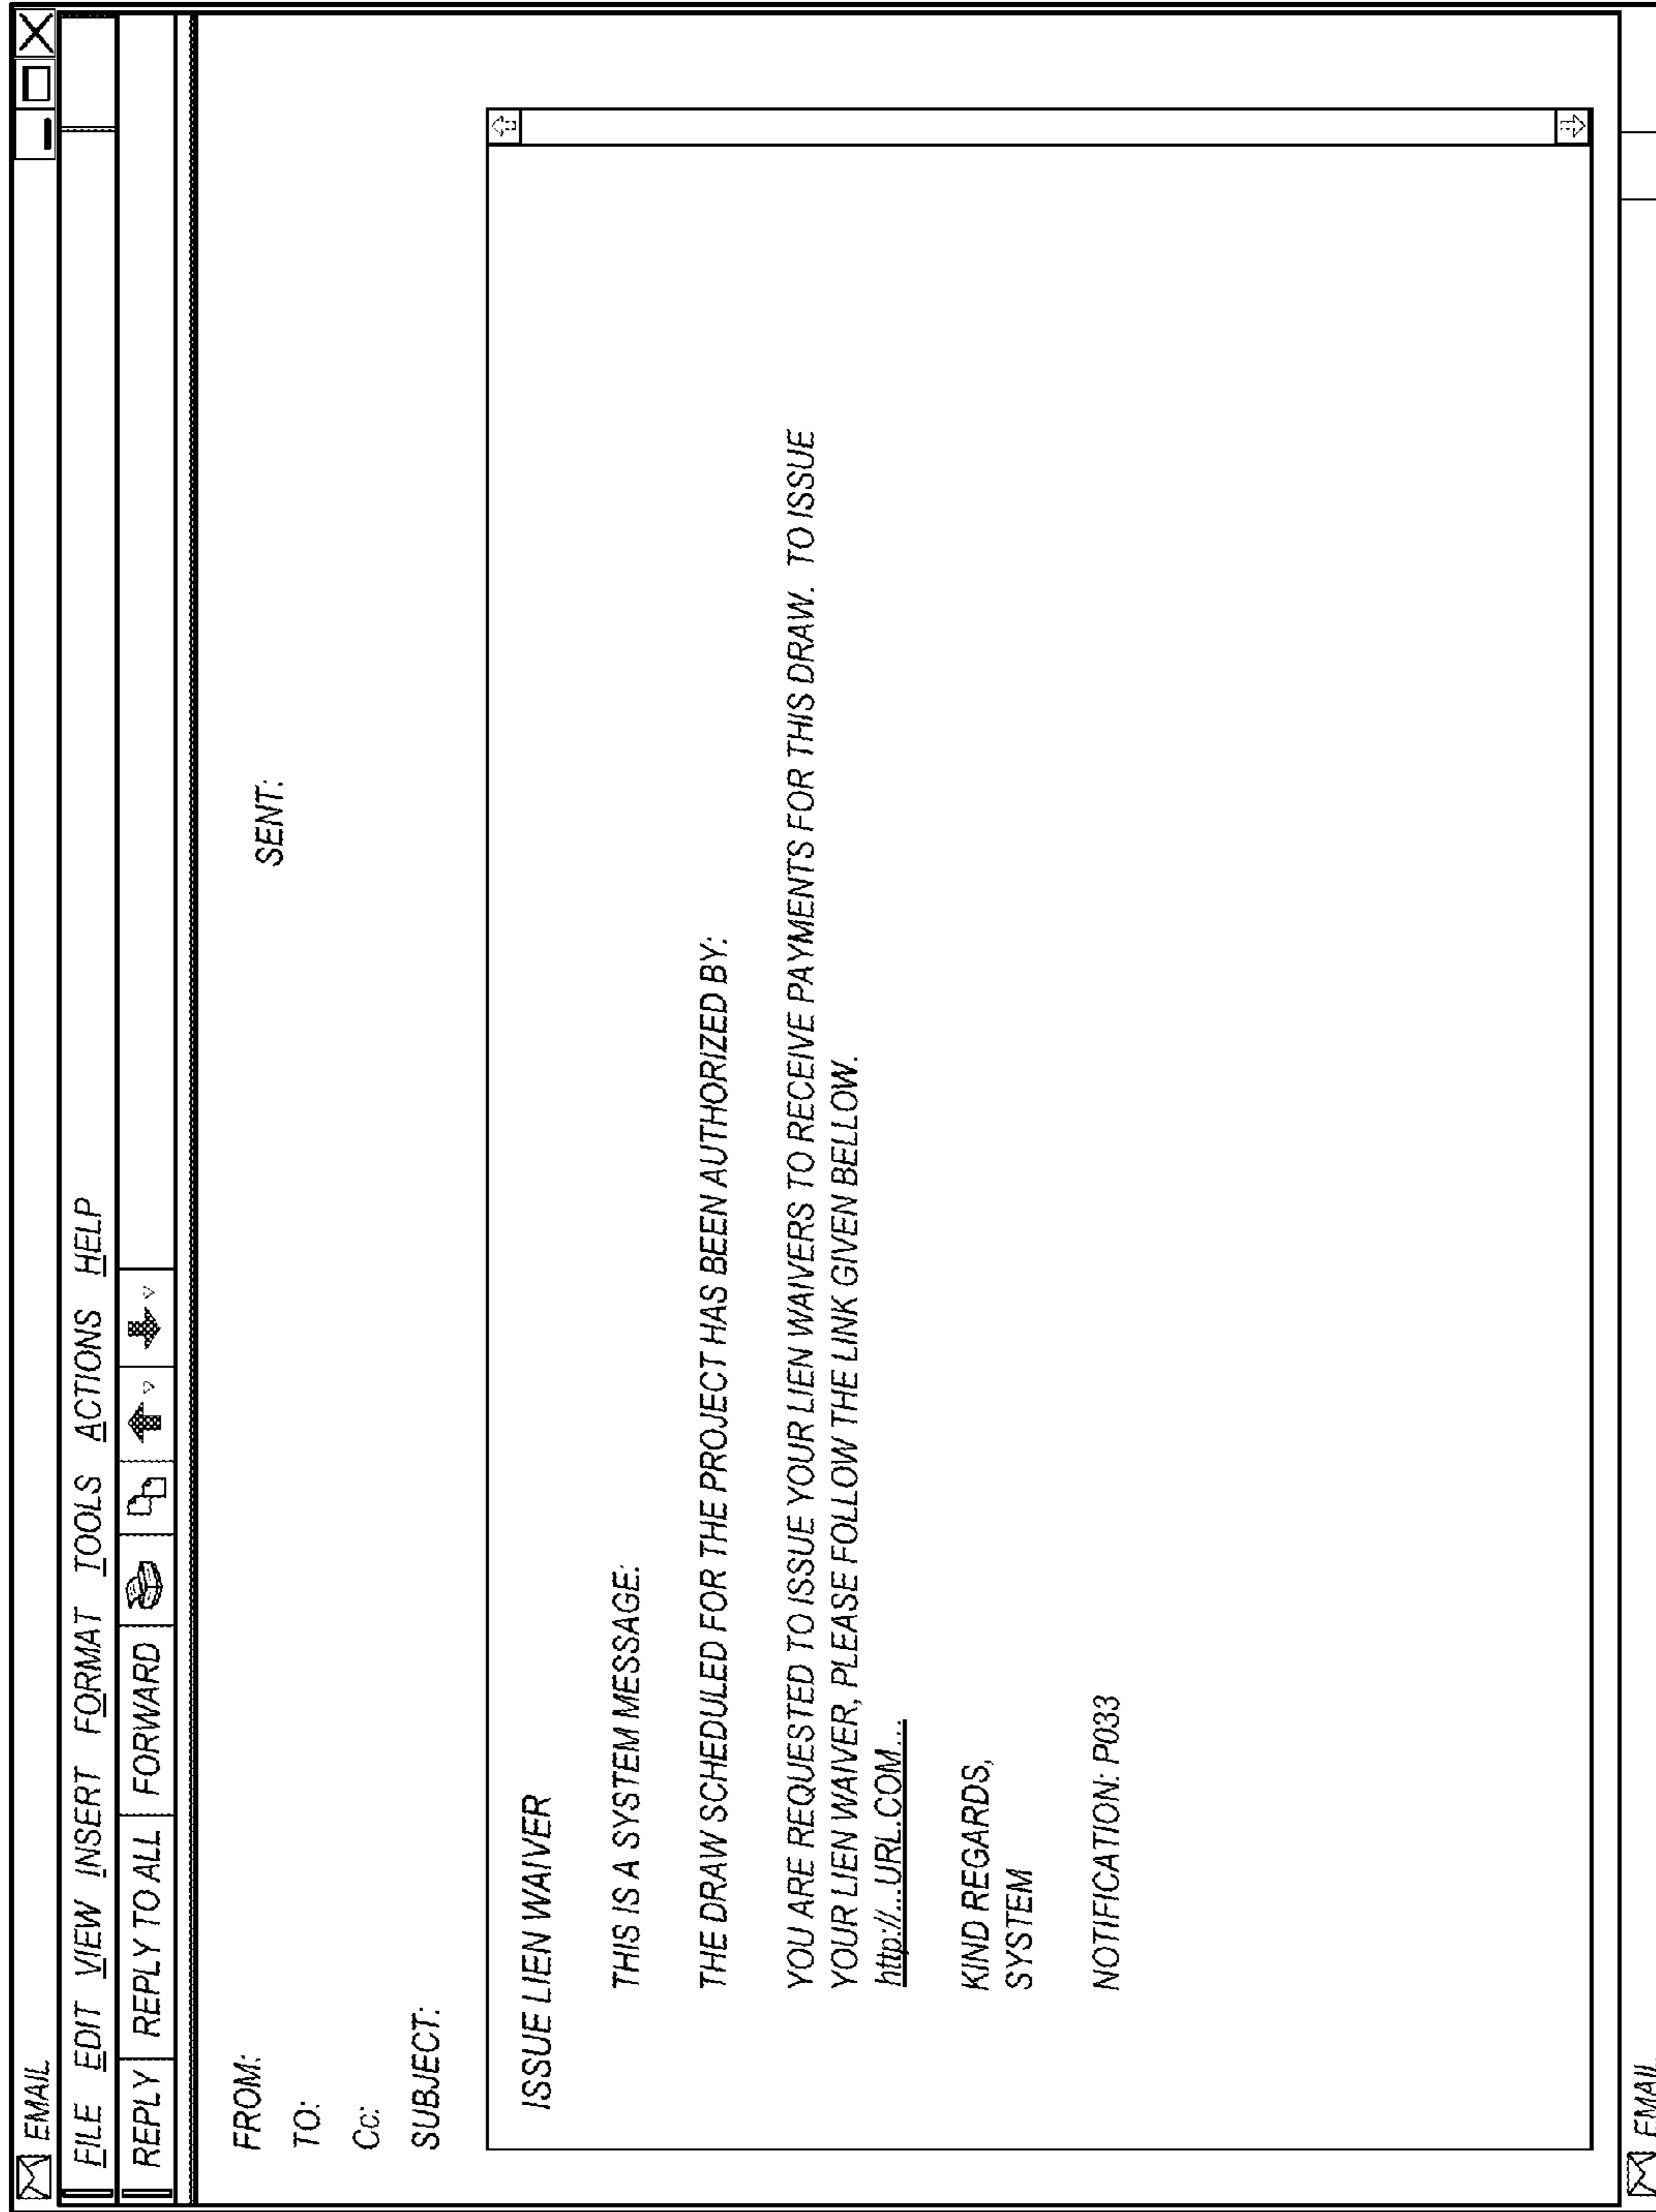 EMAIL
FILE EDIT VIEW INSERT FORMAT TOOLS ACTIONS HELP
REPLY REPLY TO ALL FORWARD
FROM:
SENT:
TO:
Cc:
SUBJECT:
ISSUE LIEN WAIVER
THIS IS A SYSTEM MESSAGE:
THE DRAW SCHEDULED FOR THE PROJECT HAS BEEN AUTHORIZED BY:
YOU ARE REQUESTED TO ISSUE YOUR LIEN WAIVERS TO RECEIVE PAYMENTS FOR THIS DRAW. TO ISSUE
YOUR LIEN WAIVER, PLEASE FOLLOW THE LINK GIVEN BELLOW.
http://...URL.COM...
KIND REGARDS,
SYSTEM
NOTIFICATION: P033
EMAIL